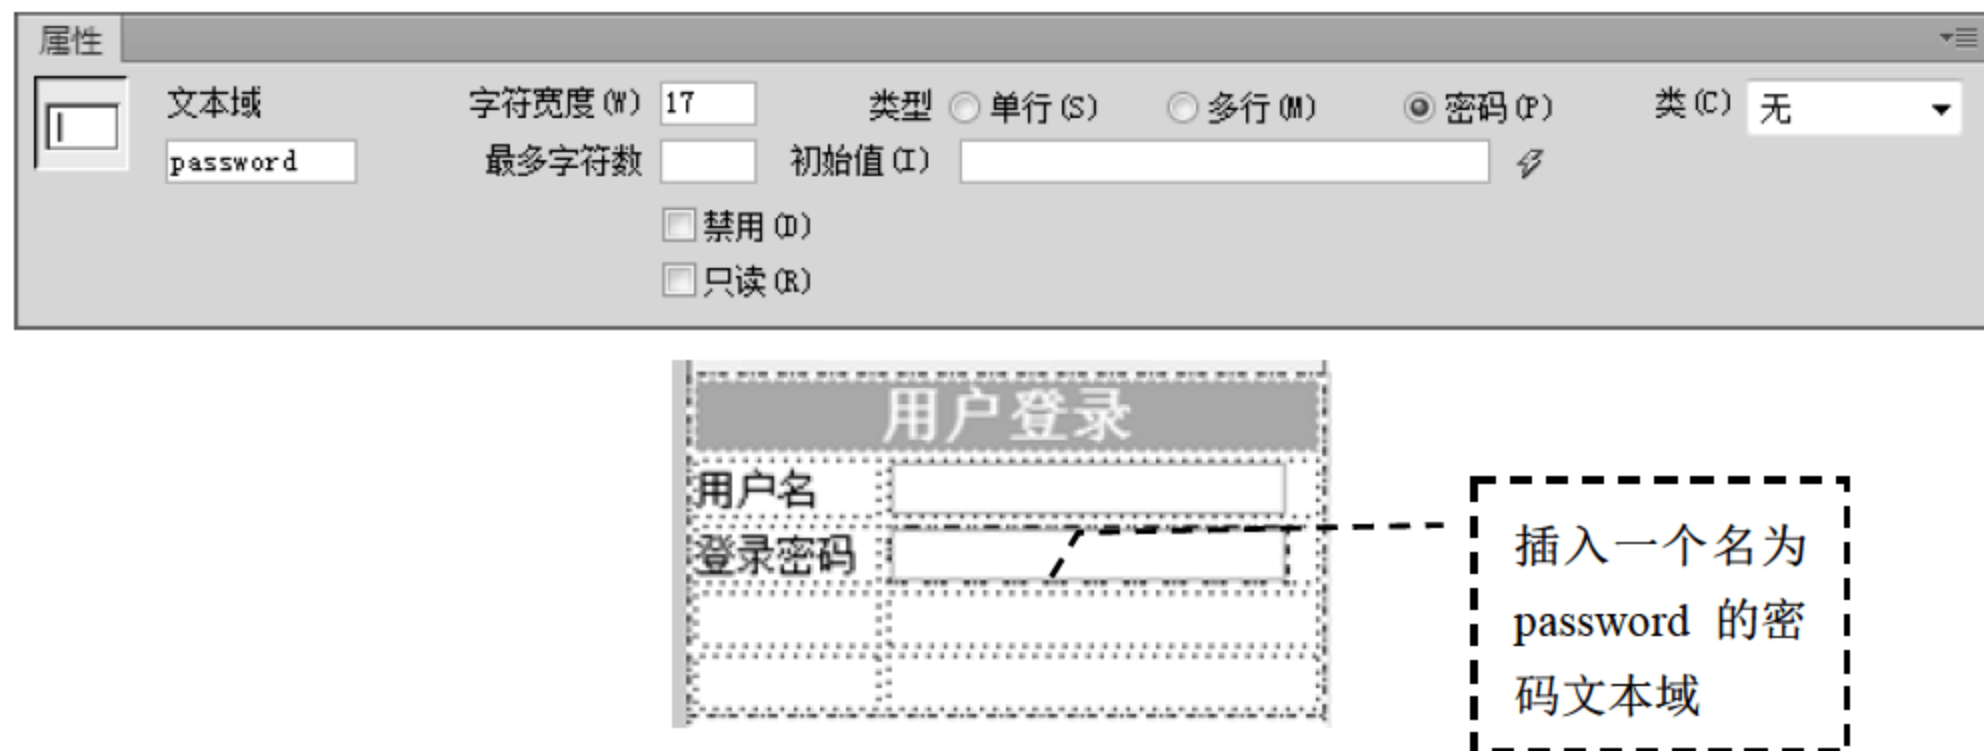 属性
文本域 字符宽度(W) 17 类型 单行(S) 多行(M) 密码(P) 类(C) 无
password 最多字符数 初始值(I)
禁用(D)
只读(R)
用户登录
用户名
登录密码
插入一个名为
password 的密
码文本域